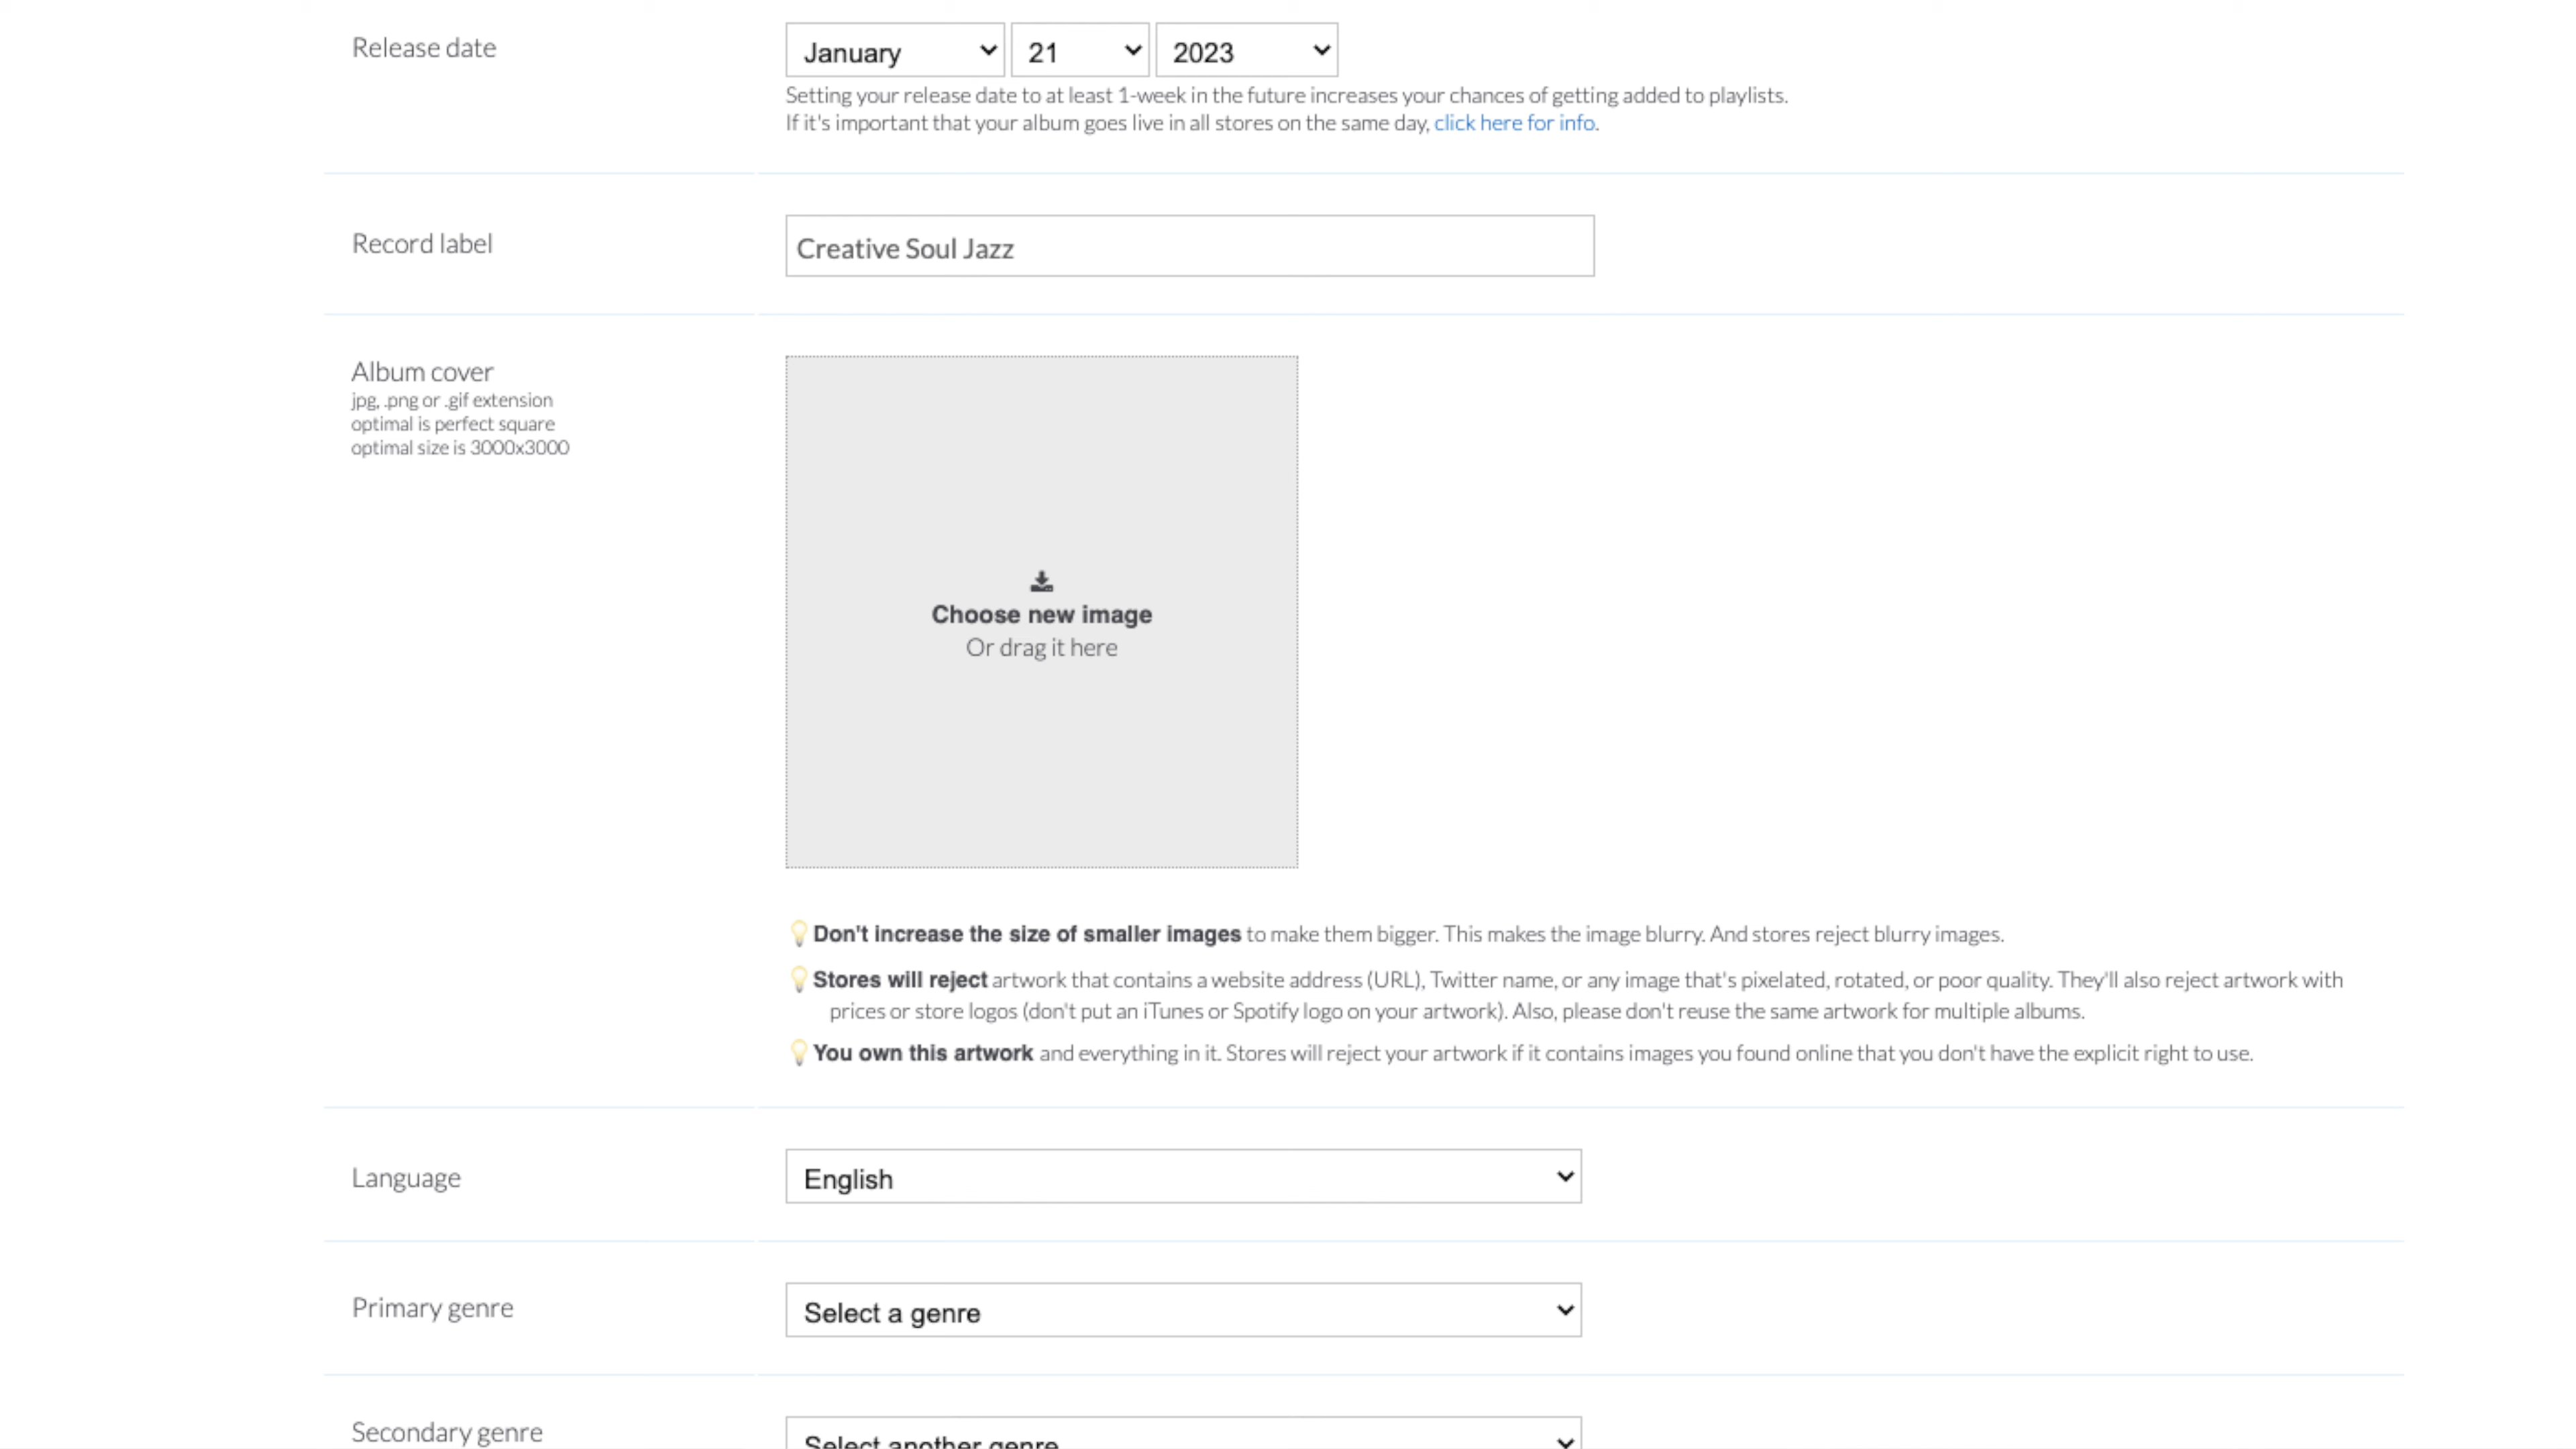 Release date
January
21
2023
Setting your release date to at least 1-week in the future increases your chances of getting added to playlists.
If it's important that your album goes live in all stores on the same day, click here for info.
Record label
Creative Soul Jazz
Album cover
jpg, .png or .gif extension
optimal is perfect square
optimal size is 3000x3000
Choose new image
Or drag it here
Don't increase the size of smaller images to make them bigger. This makes the image blurry. And stores reject blurry images.
Stores will reject artwork that contains a website address (URL), Twitter name, or any image that's pixelated, rotated, or poor quality. They'll also reject artwork with
prices or store logos (don't put an iTunes or Spotify logo on your artwork). Also, please don't reuse the same artwork for multiple albums.
You own this artwork and everything in it. Stores will reject your artwork if it contains images you found online that you don't have the explicit right to use.
Language
English
Primary genre
Select a genre
Secondary genre
Select another genre